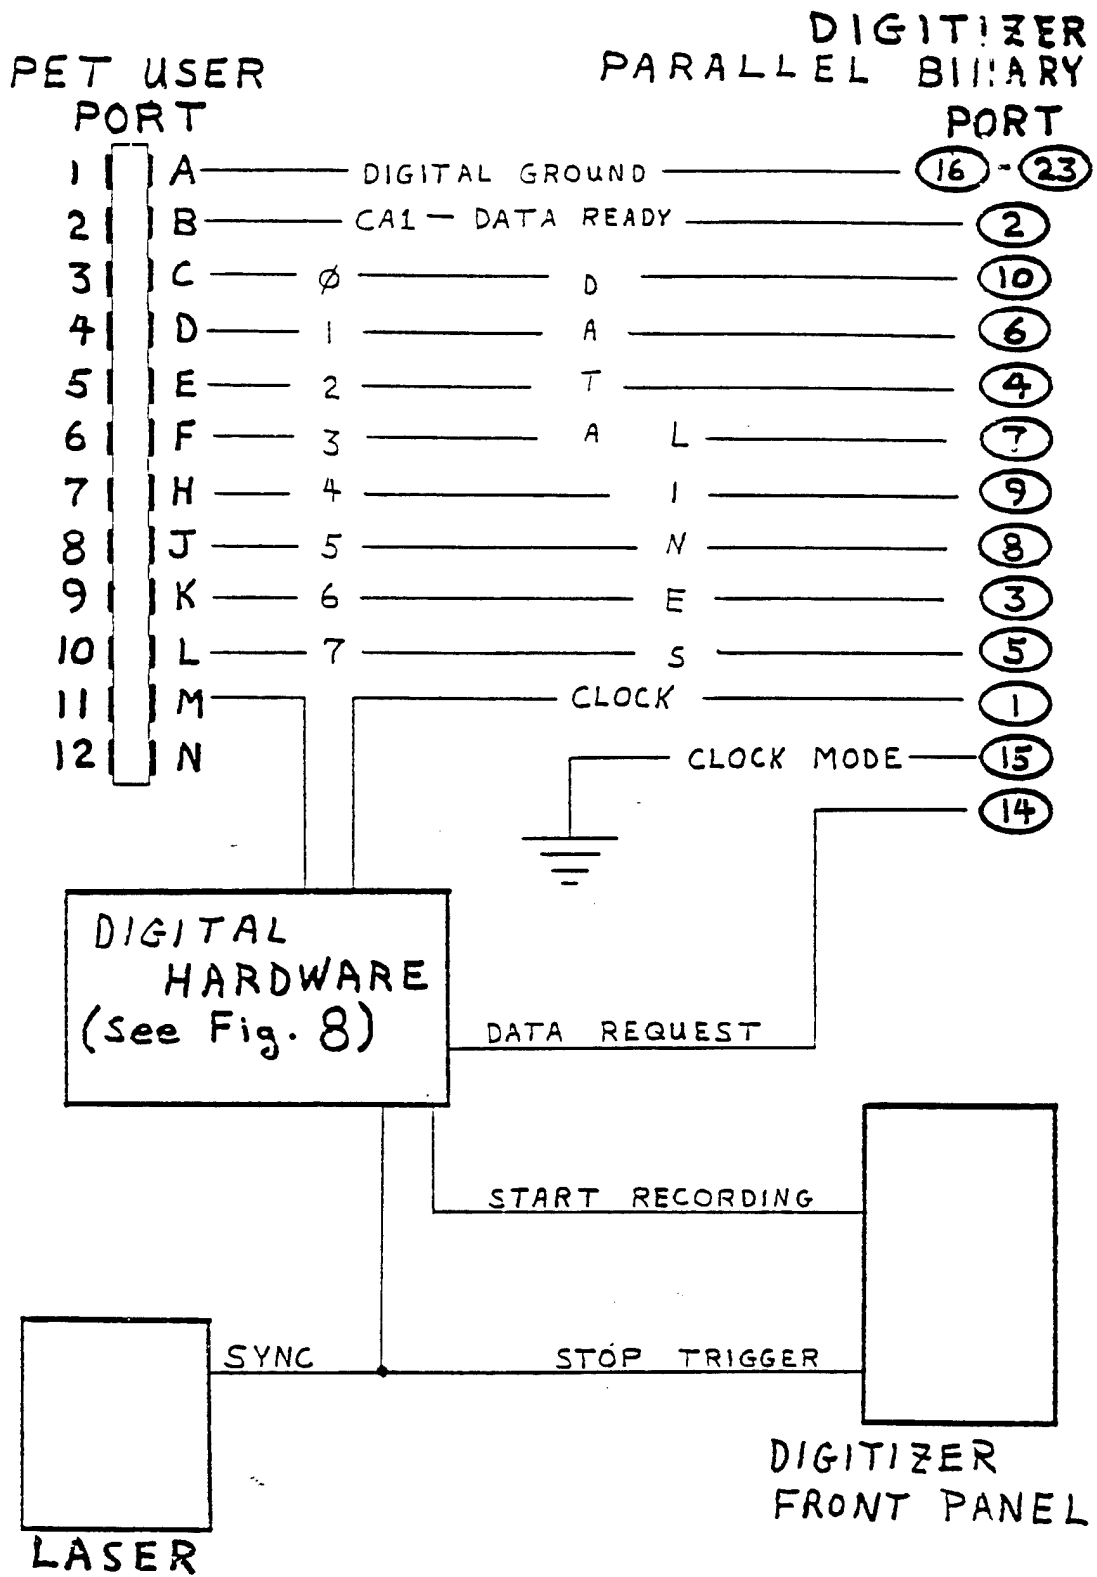 DIGITIZER
PET USER PARALLEL BINARY
PORT PORT
1 A DIGITAL GROUND 16 - 23
2 B CA1 — DATA READY 2
3 C Ø D 10
4 D 1 A 6
5 E 2 T 4
6 F 3 A L 7
7 H 4 I 9
8 J 5 N 8
9 K 6 E 3
10 L 7 S 5
11 M CLOCK 1
12 N CLOCK MODE 15
14
DIGITAL
HARDWARE
(see Fig. 8)
DATA REQUEST
START RECORDING
SYNC STOP TRIGGER
DIGITIZER
FRONT PANEL
LASER